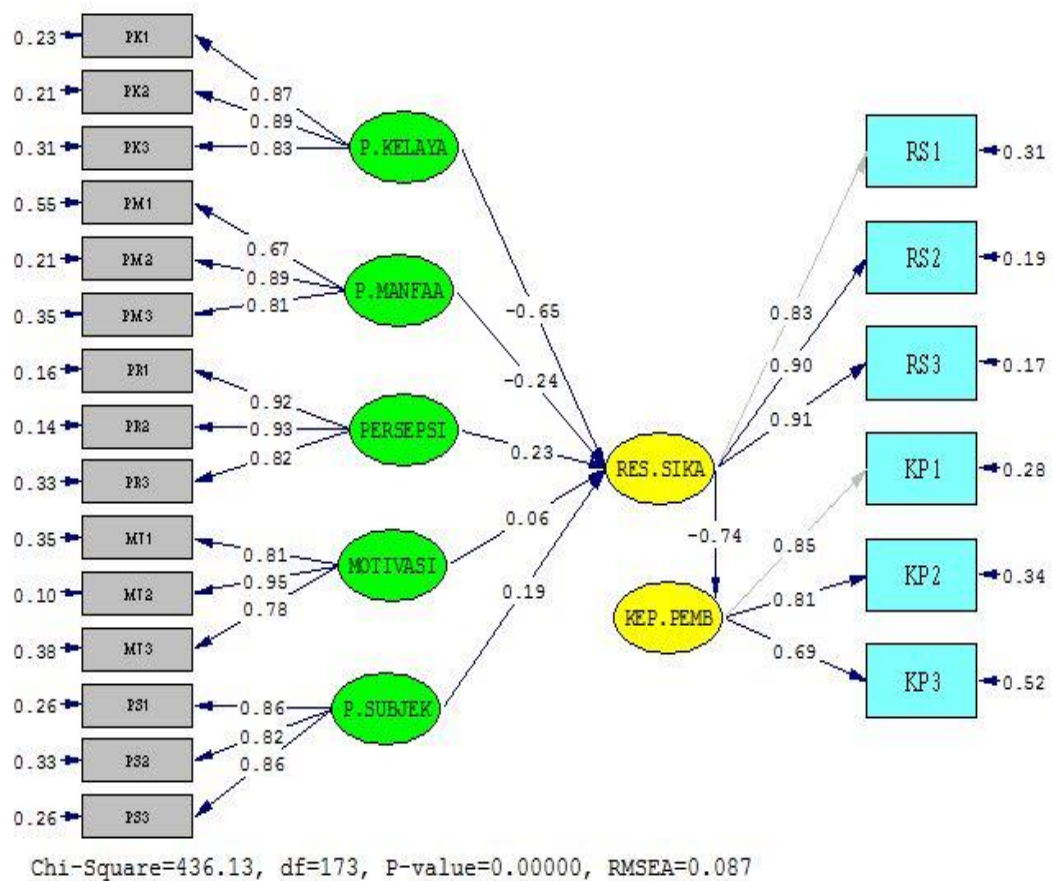 0.23 PK1
0.21 PK2
0.31 PK3
0.55 PM1
0.21 PM2
0.35 PM3
0.16 PR1
0.14 PR2
0.33 PR3
0.35 MT1
0.10 MT2
0.38 MT3
0.26 PS1
0.33 PS2
0.26 PS3
0.87
0.89
0.83
0.67
0.89
0.81
0.92
0.93
0.82
0.81
0.95
0.78
0.86
0.82
0.86
P.KELAYA
P.MANFAA
PERSEPSI
MOTIVASI
P.SUBJEK
-0.65
-0.24
0.23
0.06
0.19
RES.SIKA
-0.74
KEP.PEMB
0.83
0.90
0.91
0.85
0.81
0.69
RS1 0.31
RS2 0.19
RS3 0.17
KP1 0.28
KP2 0.34
KP3 0.52
Chi-Square=436.13, df=173, P-value=0.00000, RMSEA=0.087